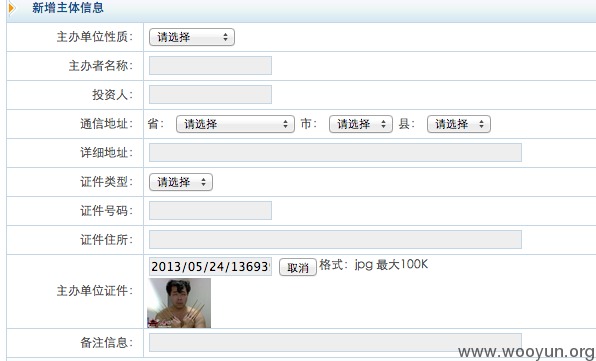 新增主体信息
主办单位性质： 请选择
主办者名称：
投资人：
通信地址： 省： 请选择 市： 请选择 县： 请选择
详细地址：
证件类型： 请选择
证件号码：
证件住所：
2013/05/24/13693 取消 格式：jpg 最大100K
主办单位证件：
备注信息：
www.wooyun.org